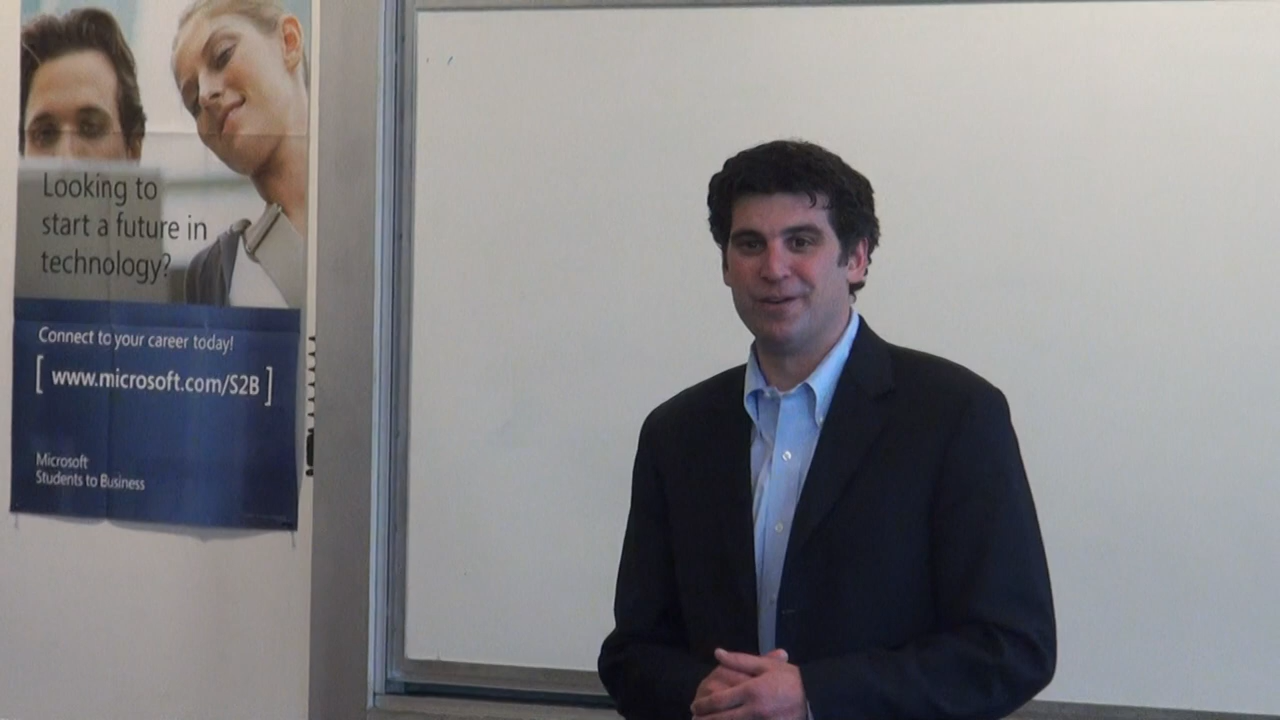 Looking to
start a future in
technology?
Connect to your career today!
[ www.microsoft.com/S2B ]
Microsoft
Students to Business